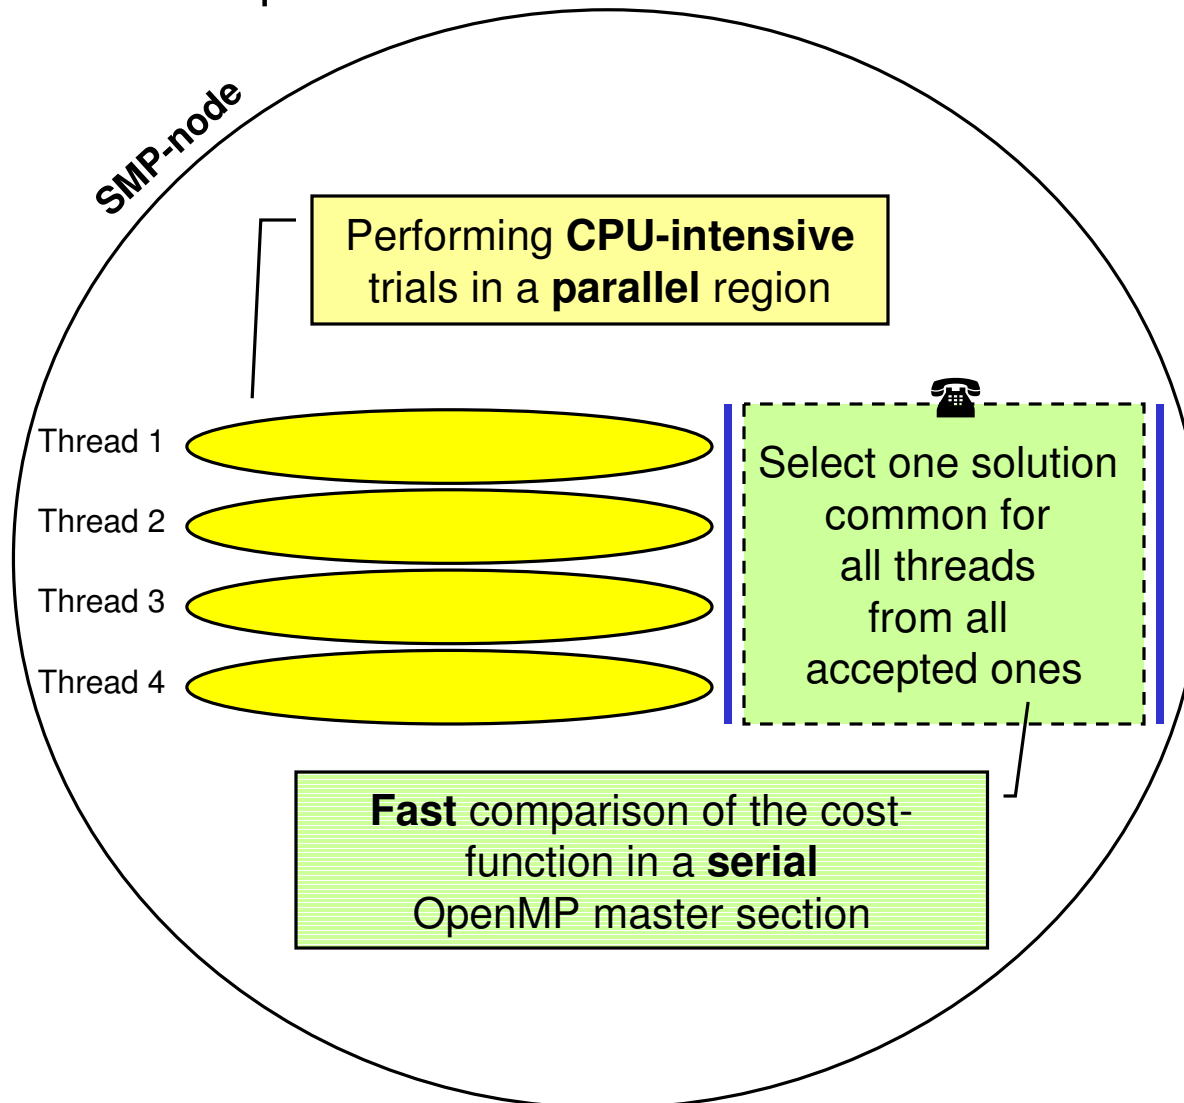 SMP-node
Performing CPU-intensive
trials in a parallel region
Thread 1
Thread 2
Thread 3
Thread 4
Select one solution
common for
all threads
from all
accepted ones
Fast comparison of the cost-
function in a serial
OpenMP master section